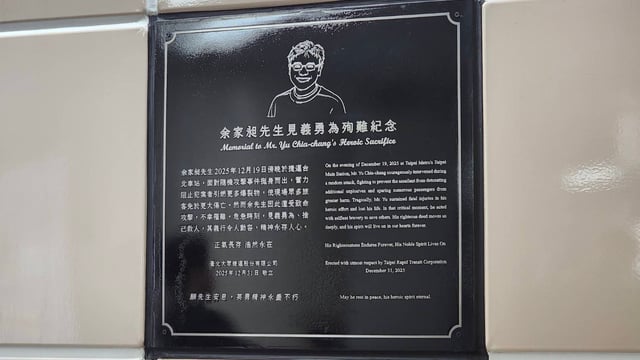 余家昶先生見義勇為殉難紀念
Memorial to Mr. Yu Chia-chang's Heroic Sacrifice
余家昶先生2025年12月19日傍晚於捷運台
北車站,面對隨機攻擊事件挺身而出,奮力
阻止犯案者引燃更多爆裂物,使現場眾多旅
客免於更大傷亡。然而余先生因此遭受致命
攻擊,不幸罹難。危急時刻,見義勇為、捨
己救人,其義行令人動容,精神永存人心。
正氣長存 浩然永在
臺北大眾捷運股份有限公司
2025年12月31日 敬立
願先生安息,英勇精神永垂不朽
On the evening of December 19, 2025 at Taipei Metro's Taipei
Main Station, Mr. Yu Chia-chang courageously intervened during
a random attack, fighting to prevent the assailant from detonating
additional explosives and sparing numerous passengers from
greater harm. Tragically, Mr. Yu sustained fatal injuries in his
heroic effort and lost his life. In that critical moment, he acted
with selfless bravery to save others. His righteous deed moves us
deeply, and his spirit will live on in our hearts forever.
His Righteousness Endures Forever, His Noble Spirit Lives On
Erected with utmost respect by Taipei Rapid Transit Corporation
December 31, 2025
May he rest in peace, his heroic spirit eternal.